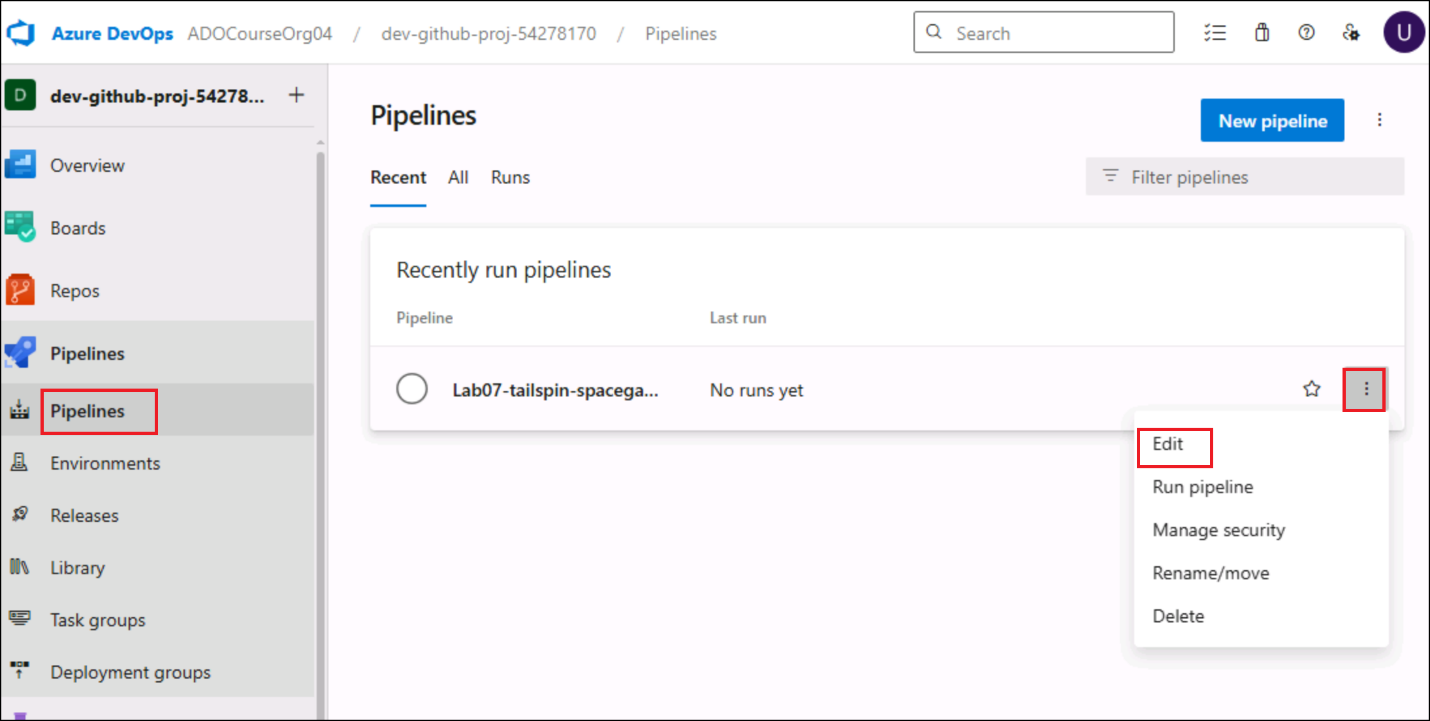 Azure DevOps ADOCourseOrg04 / dev-github-proj-54278170 / Pipelines Search U
D dev-github-proj-54278... +
Overview
Boards
Repos
Pipelines
Pipelines
Environments
Releases
Library
Task groups
Deployment groups
Pipelines
New pipeline
Recent All Runs
Filter pipelines
Recently run pipelines
Pipeline Last run
Lab07-tailspin-spacega... No runs yet
Edit
Run pipeline
Manage security
Rename/move
Delete